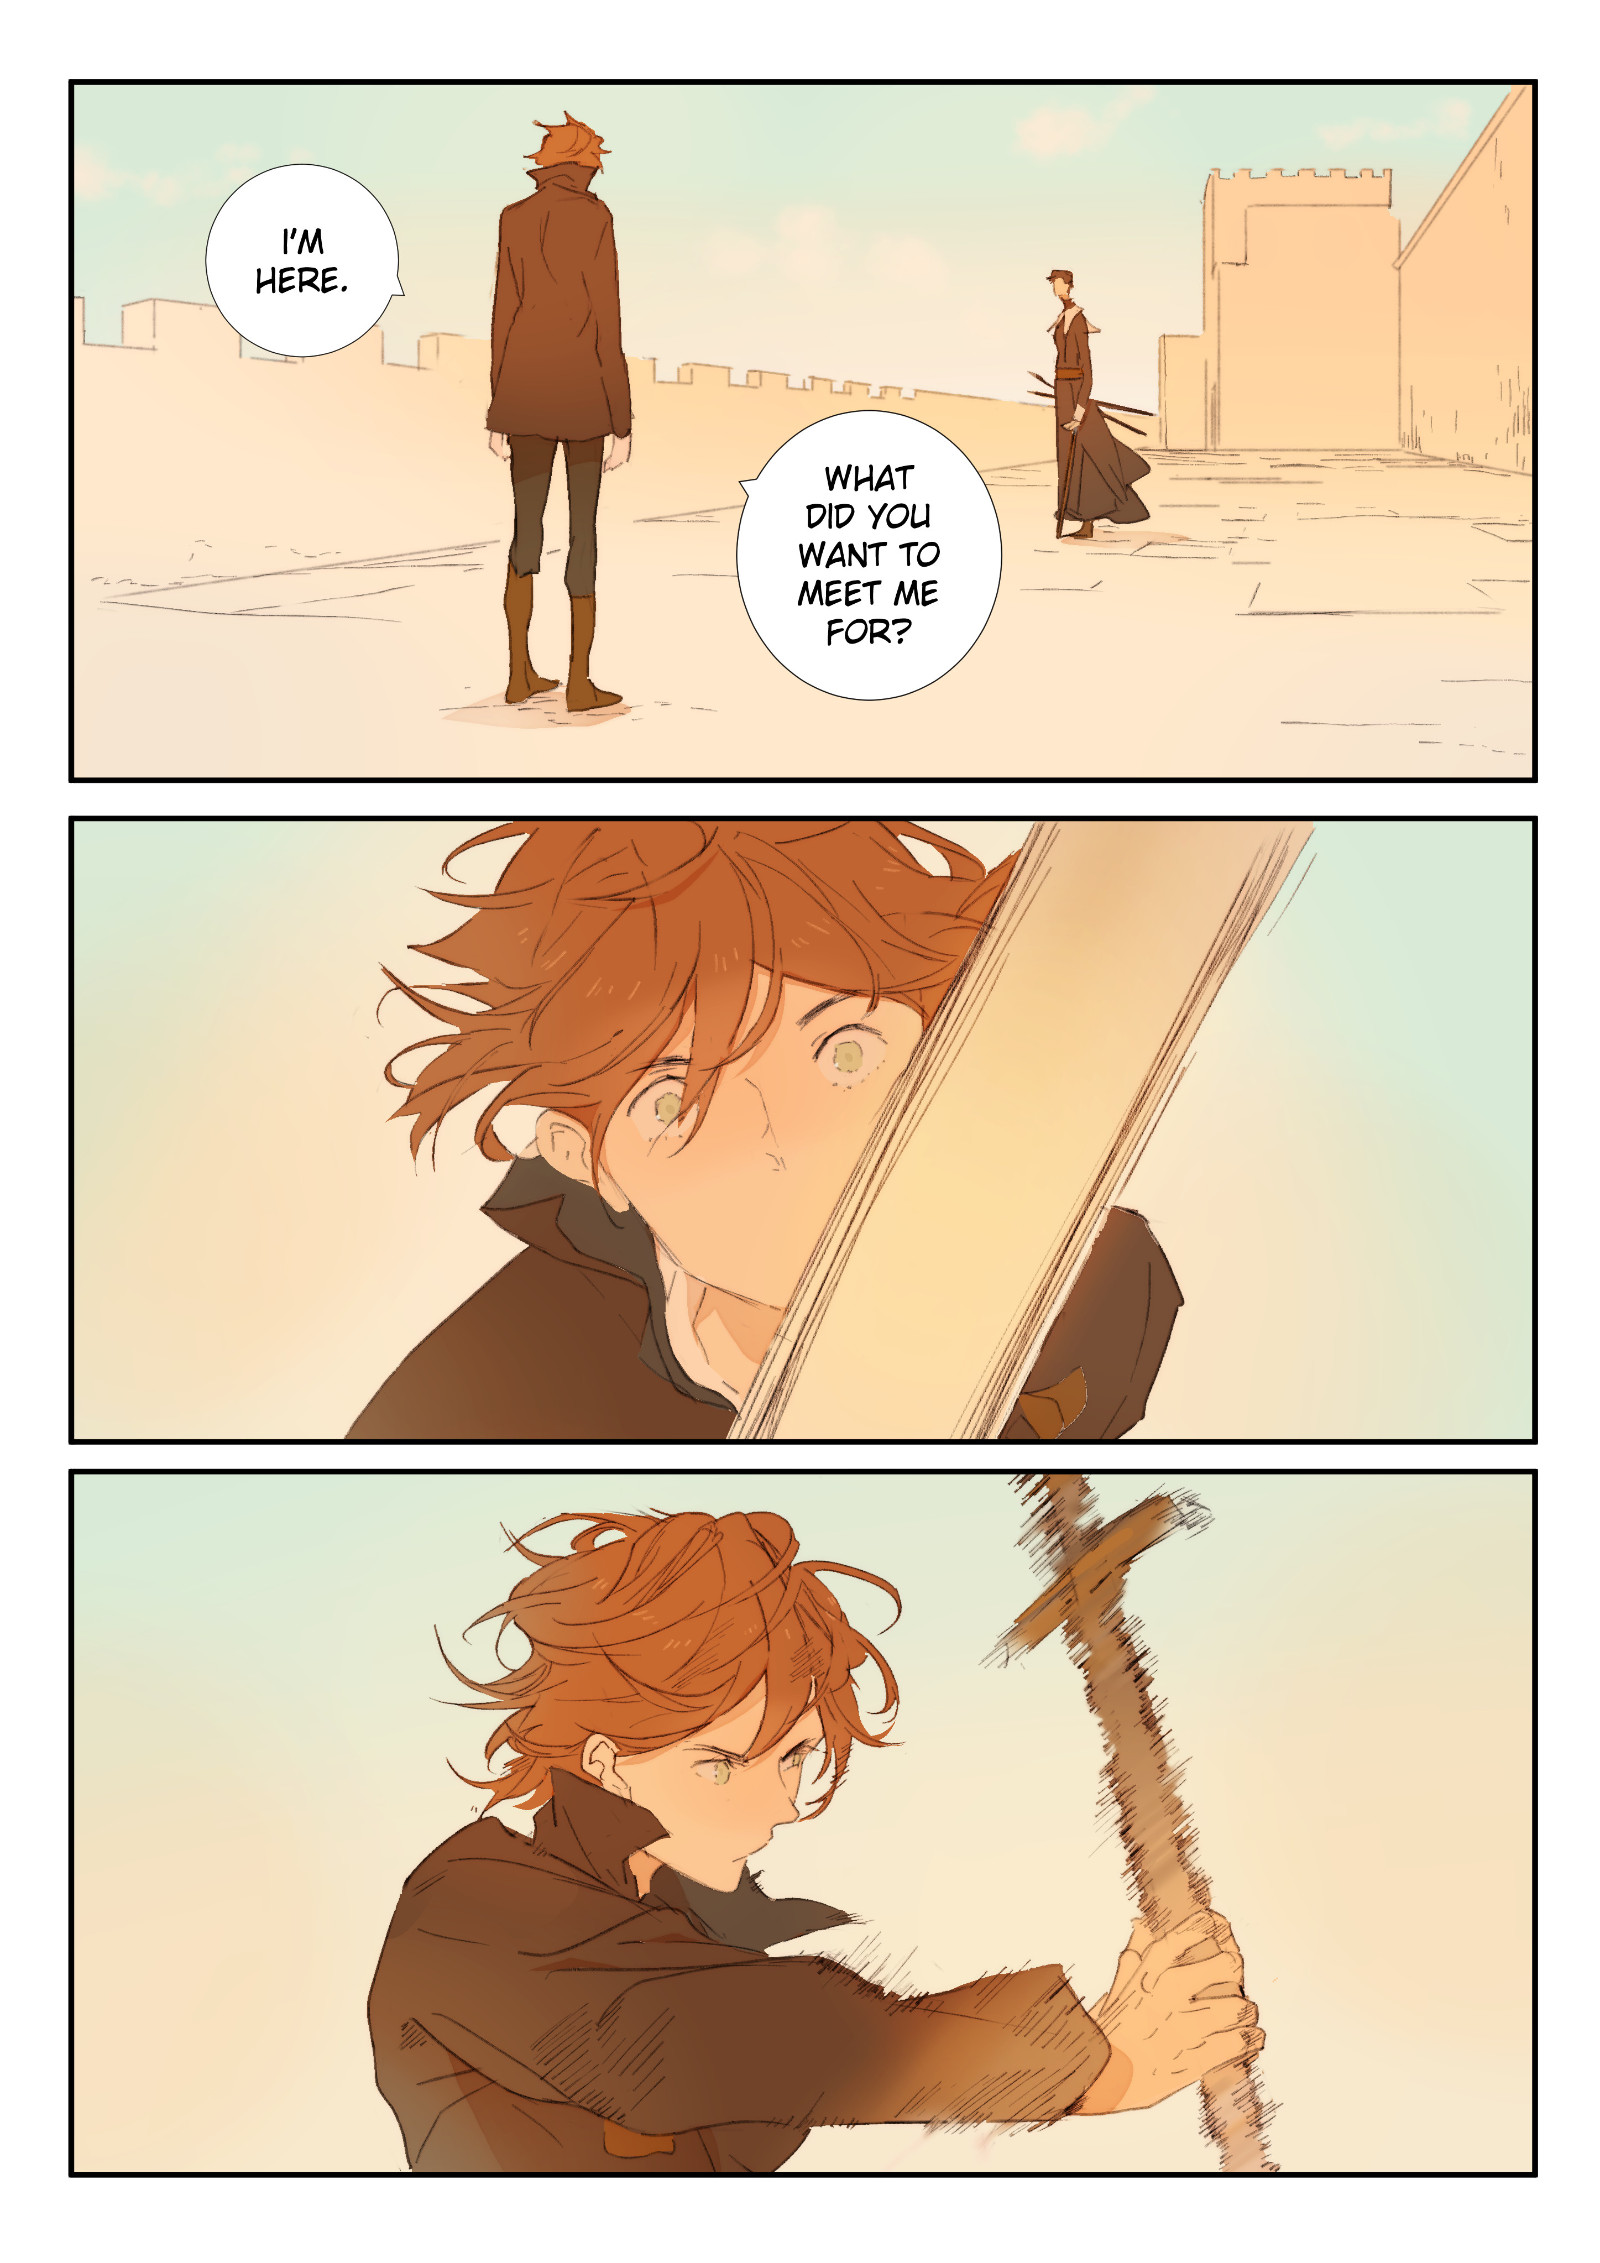 I'M
HERE.
WHAT
DID YOU
WANT TO
MEET ME
FOR?